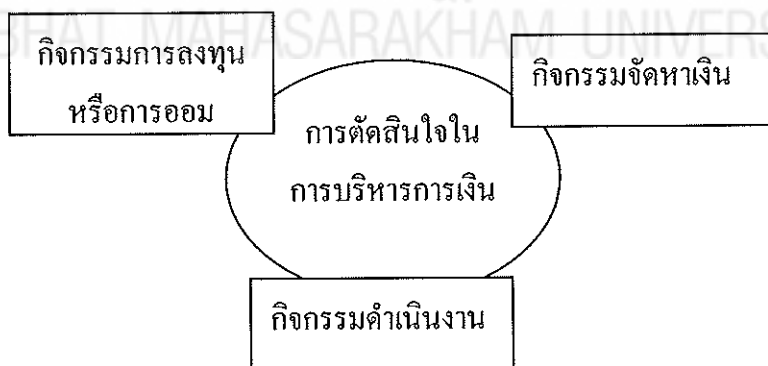 BHAT MAHASARAKHAM UNIVERS
กิจกรรมการลงทุน
หรือการออม
กิจกรรมจัดหาเงิน
การตัดสินใจใน
การบริหารการเงิน
กิจกรรมดำเนินงาน